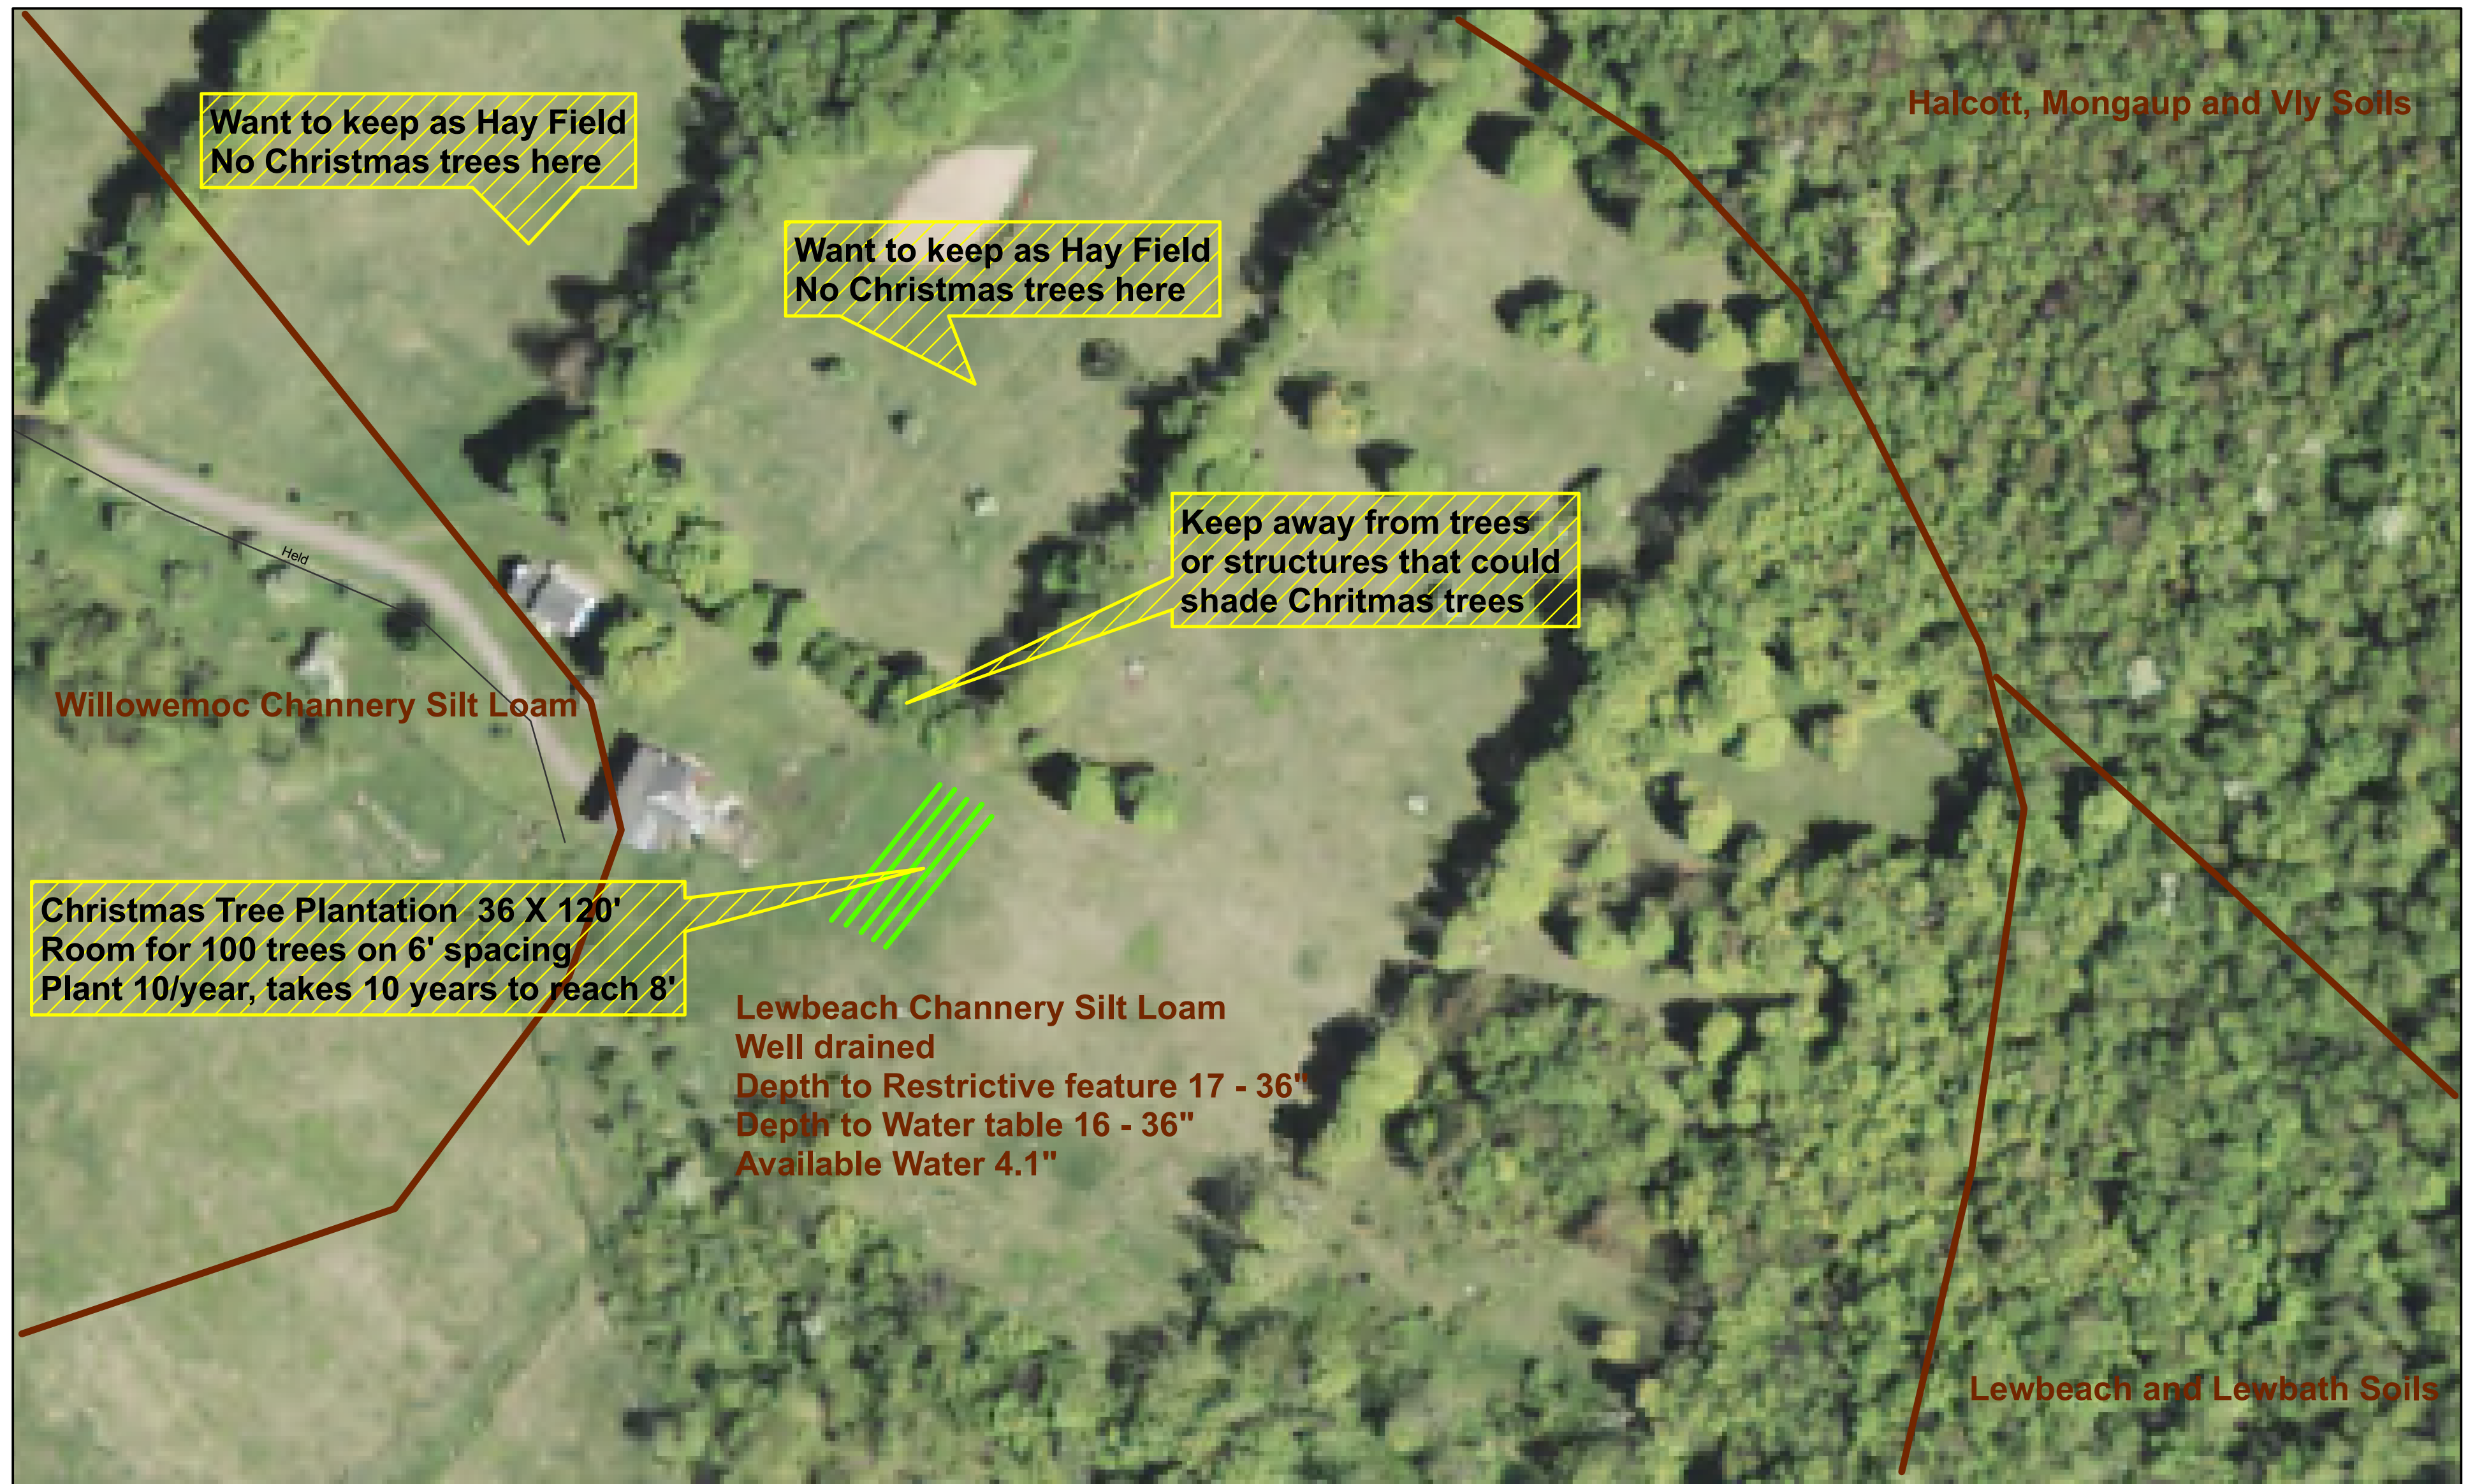 Halcott, Mongaup and Vly Soils
Want to keep as Hay Field
No Christmas trees here
Want to keep as Hay Field
No Christmas trees here
Keep away from trees
or structures that could
shade Chritmas trees
Held
Willowemoc Channery Silt Loam
Christmas Tree Plantation 36 X 120'
Room for 100 trees on 6' spacing
Plant 10/year, takes 10 years to reach 8'
Lewbeach Channery Silt Loam
Well drained
Depth to Restrictive feature 17 - 36"
Depth to Water table 16 - 36"
Available Water 4.1"
Lewbeach and Lewbath Soils